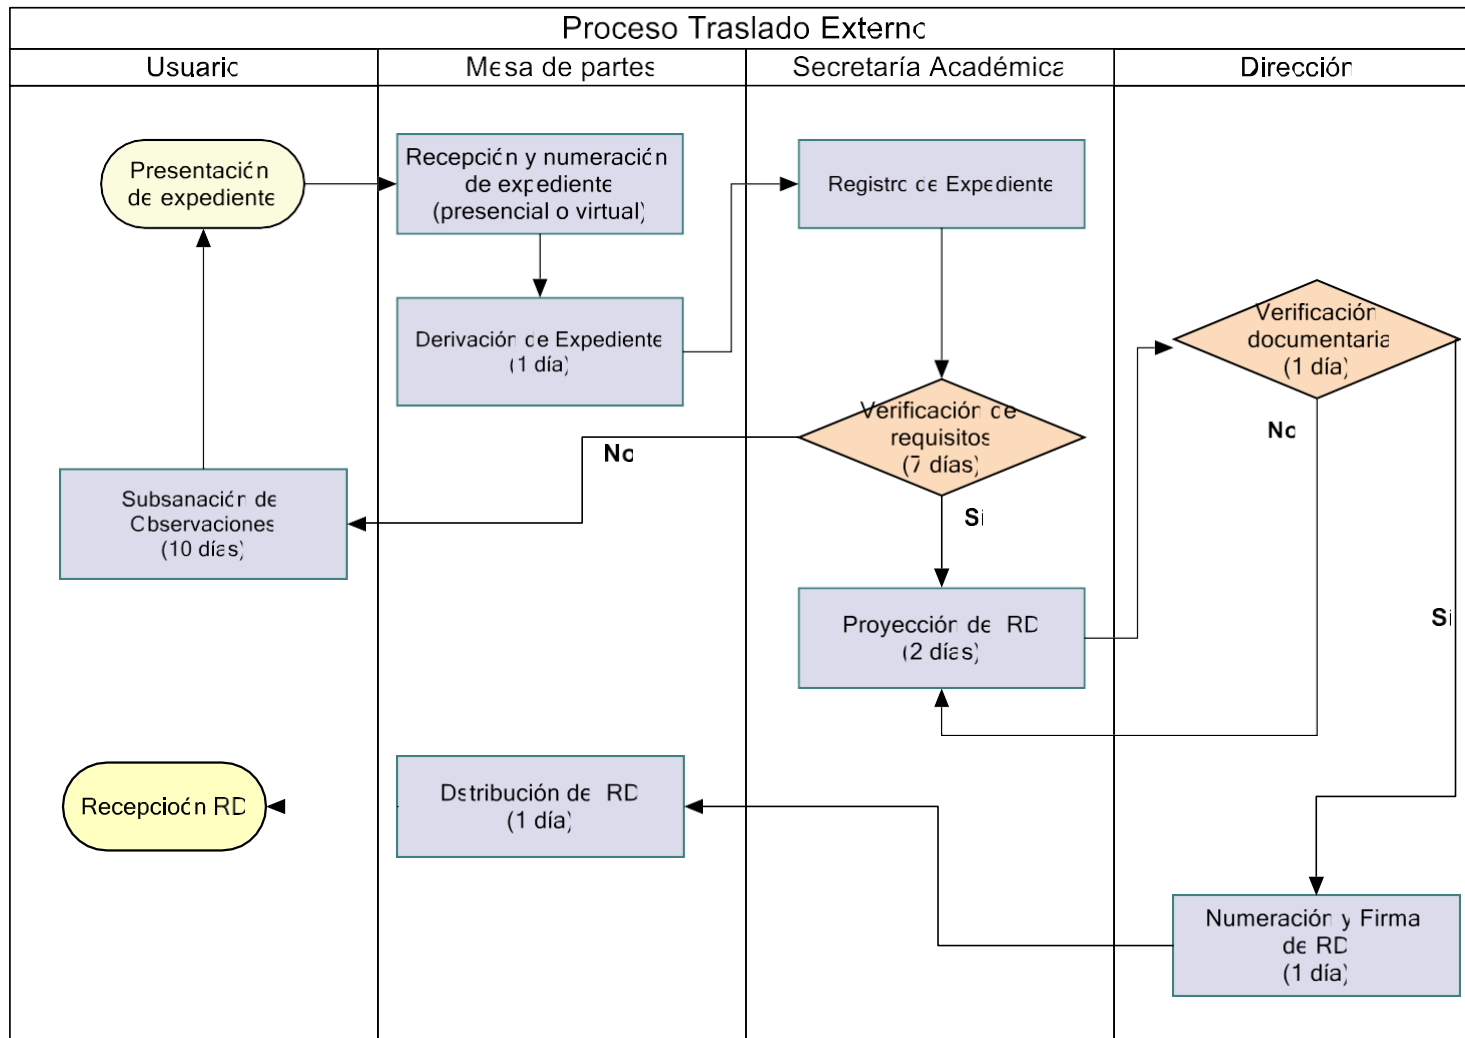 Proceso Traslado Externo
Usuario
Mesa de partes
Secretaría Académica
Dirección
Presentación
de expediente
Recepción y numeración
de expediente
(presencial o virtual)
Registro de Expediente
Derivación de Expediente
(1 día)
Verificación
documentaria
(1 día)
Verificación de
requisitos
(7 días)
No
No
Subsanación de
Observaciones
(10 días)
Si
Proyección de RD
(2 días)
Si
Recepcioón RD
Dstribución de RD
(1 día)
Numeración y Firma
de RD
(1 día)